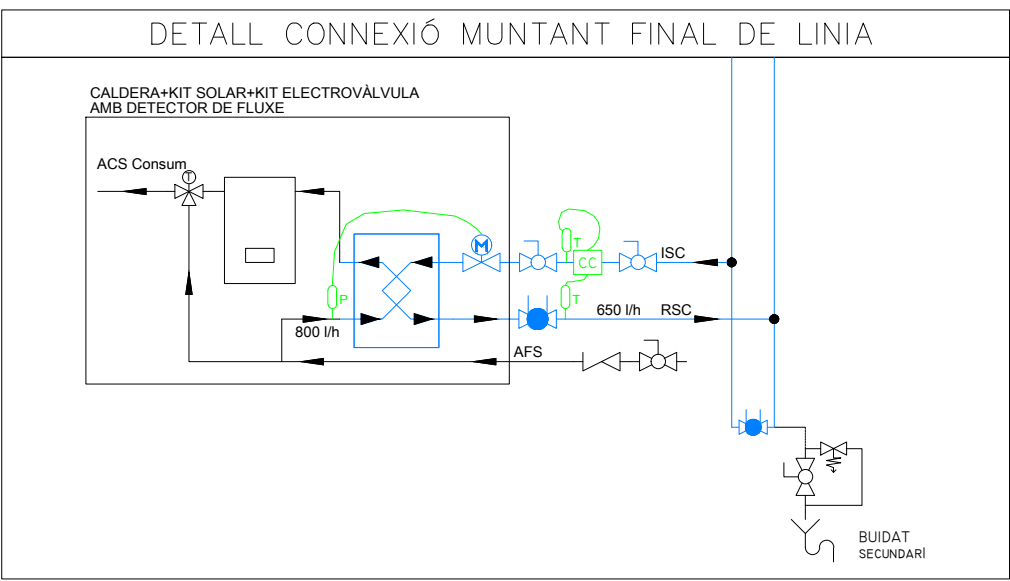 DETALL CONNEXIÓ MUNTANT FINAL DE LINIA
CALDERA+KIT SOLAR+KIT ELECTROVÀLVULA
AMB DETECTOR DE FLUXE
ACS Consum
T
M
T
CC
ISC
P
T
800 l/h
650 l/h
RSC
AFS
BUIDAT
SECUNDARÌ